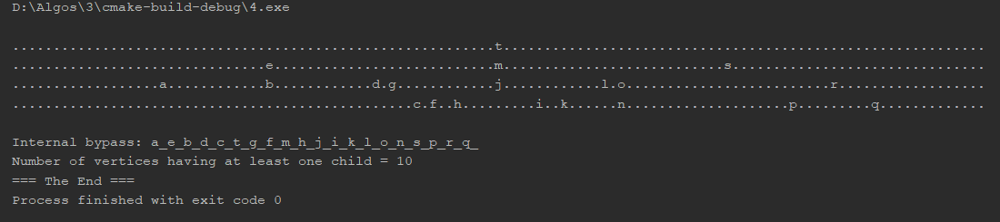 D:\Algos\3\cmake-build-debug\4.exe
...........................................................t...........................................................
...............................e...........................m...........................s...............................
..................a............b............d.g............j............l.o.........................r..................
.................................................c.f..h.........i..k......n....................p.........q.............
Internal bypass: a_e_b_d_c_t_g_f_m_h_j_i_k_l_o_n_s_p_r_q_
Number of vertices having at least one child = 10
=== The End ===
Process finished with exit code 0